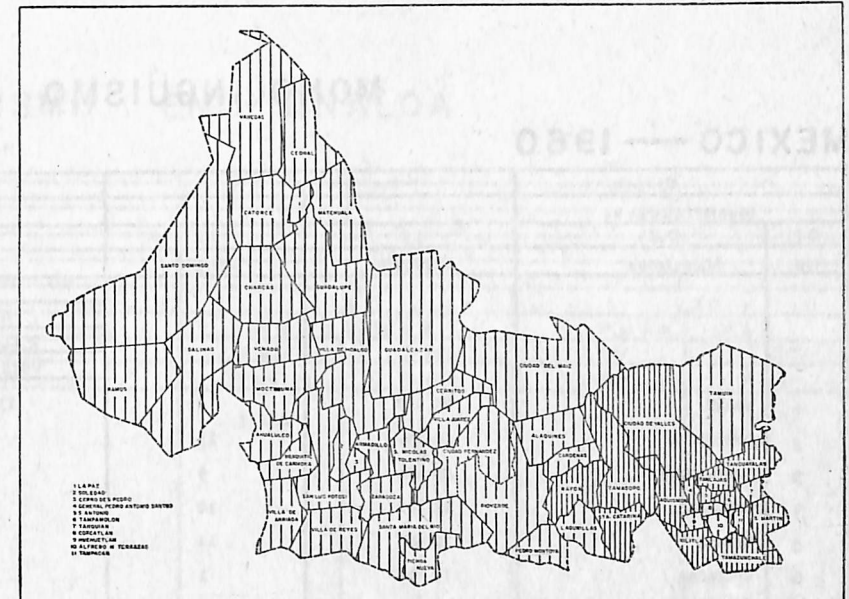 MONOLINGUISMO
MEXICO — 1960
VANEGAS
CEDRAL
CATORCE
MATEHUALA
SANTO DOMINGO
CHARCAS
GUADALUPE
SALINAS
VENADO
VILLA DE HIDALGO
GUADALCAZAR
CIUDAD DEL MAIZ
RAMOS
MOCTEZUMA
CERRITOS
TAMUIN
VILLA JUAREZ
CIUDAD DE VALLES
AHUALULCO
ARMADILLO
S. NICOLAS
TOLENTINO
CIUDAD FERNANDEZ
ALAQUINES
CARDENAS
MEXQUITIC
DE CARMONA
TANQUAYALAN
TANLAJAS
1 LA PAZ
2 SOLEDAD
3 CERRO DE S PEDRO
4 GENERAL PEDRO ANTONIO SANTOS
5 S ANTONIO
6 TAMPAMOLON
7 TANQUIAN
8 COXCATLAN
9 HUEHUETLAN
10 ALFREDO M TERRAZAS
11 TAMPACAN
SAN LUIS POTOSI
ZARAGOZA
RIOVERDE
RAYON
TAMASOPO
AQUISMON
VILLA DE
ARRIAGA
VILLA DE REYES
SANTA MARIA DEL RIO
LAGUNILLAS
STA. CATARINA
S. MARTIN
XILITLA
PEDRO MONTOYA
TAMAZUNCHALE
TIERRA
NUEVA